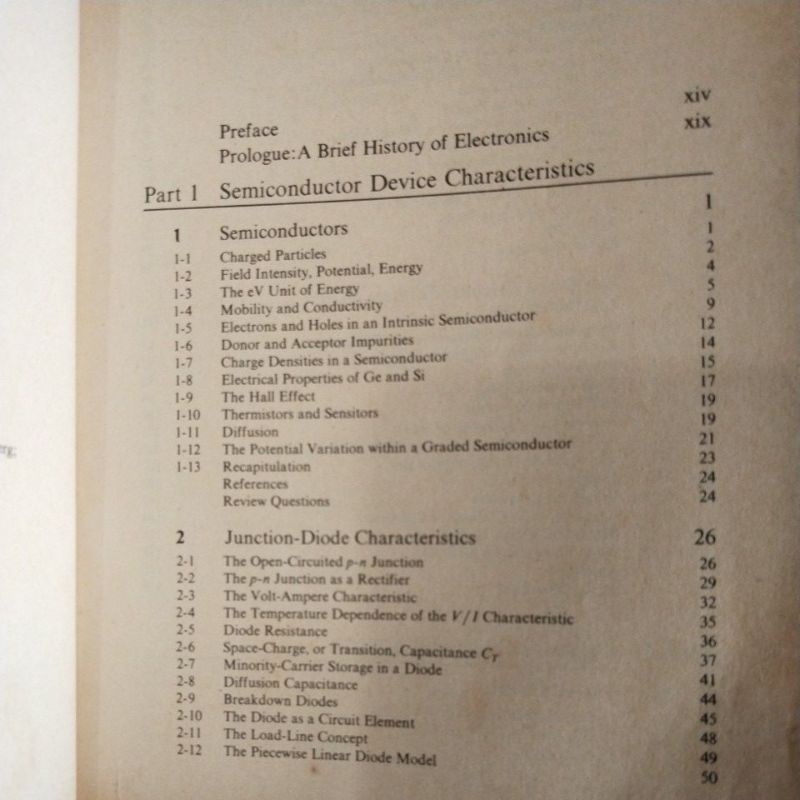 Preface xiv
Prologue: A Brief History of Electronics xix
Part 1 Semiconductor Device Characteristics
1 Semiconductors 1
1-1 Charged Particles 1
1-2 Field Intensity, Potential, Energy 2
1-3 The eV Unit of Energy 4
1-4 Mobility and Conductivity 5
1-5 Electrons and Holes in an Intrinsic Semiconductor 9
1-6 Donor and Acceptor Impurities 12
1-7 Charge Densities in a Semiconductor 14
1-8 Electrical Properties of Ge and Si 15
1-9 The Hall Effect 17
1-10 Thermistors and Sensitors 19
1-11 Diffusion 19
1-12 The Potential Variation within a Graded Semiconductor 21
1-13 Recapitulation 23
References 24
Review Questions 24
2 Junction-Diode Characteristics 26
2-1 The Open-Circuited p-n Junction 26
2-2 The p-n Junction as a Rectifier 29
2-3 The Volt-Ampere Characteristic 32
2-4 The Temperature Dependence of the V/I Characteristic 35
2-5 Diode Resistance 36
2-6 Space-Charge, or Transition, Capacitance C_T 37
2-7 Minority-Carrier Storage in a Diode 41
2-8 Diffusion Capacitance 44
2-9 Breakdown Diodes 45
2-10 The Diode as a Circuit Element 48
2-11 The Load-Line Concept 49
2-12 The Piecewise Linear Diode Model 50